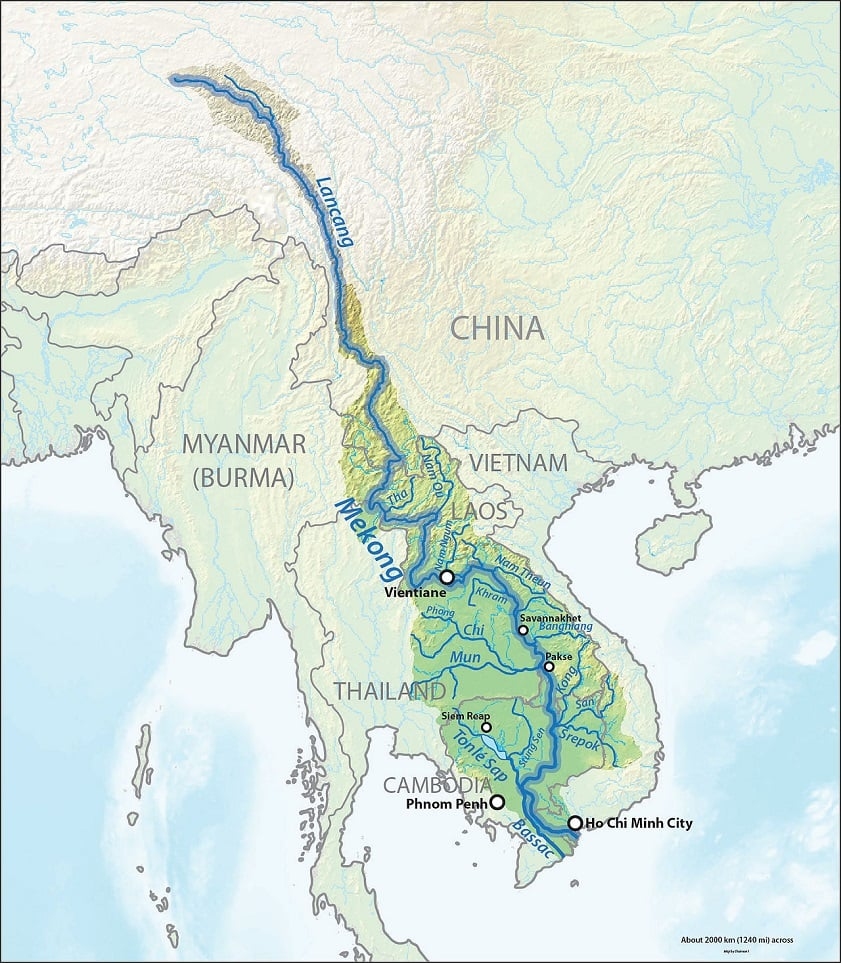 Lancang
CHINA
MYANMAR
(BURMA)
VIETNAM
Nam Ou
Tha
LAOS
Mekong
Nam Ngum
Nam Theun
Vientiane
Khram
Phong
Savannakhet
Banghiang
Chi
Mun
Pakse
Kong
THAILAND
San
Siem Reap
Srepok
Stung Sen
Tonlé Sap
CAMBODIA
Phnom Penh
Bassac
Ho Chi Minh City
About 2000 km (1240 mi) across